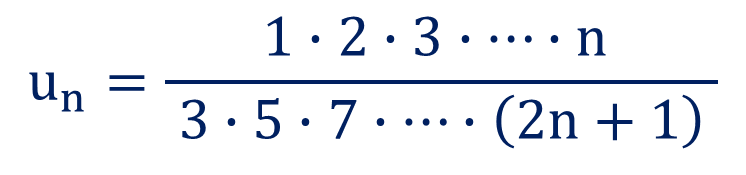 uₙ = 1 · 2 · 3 · ⋯ · n
3 · 5 · 7 · ⋯ · (2n + 1)